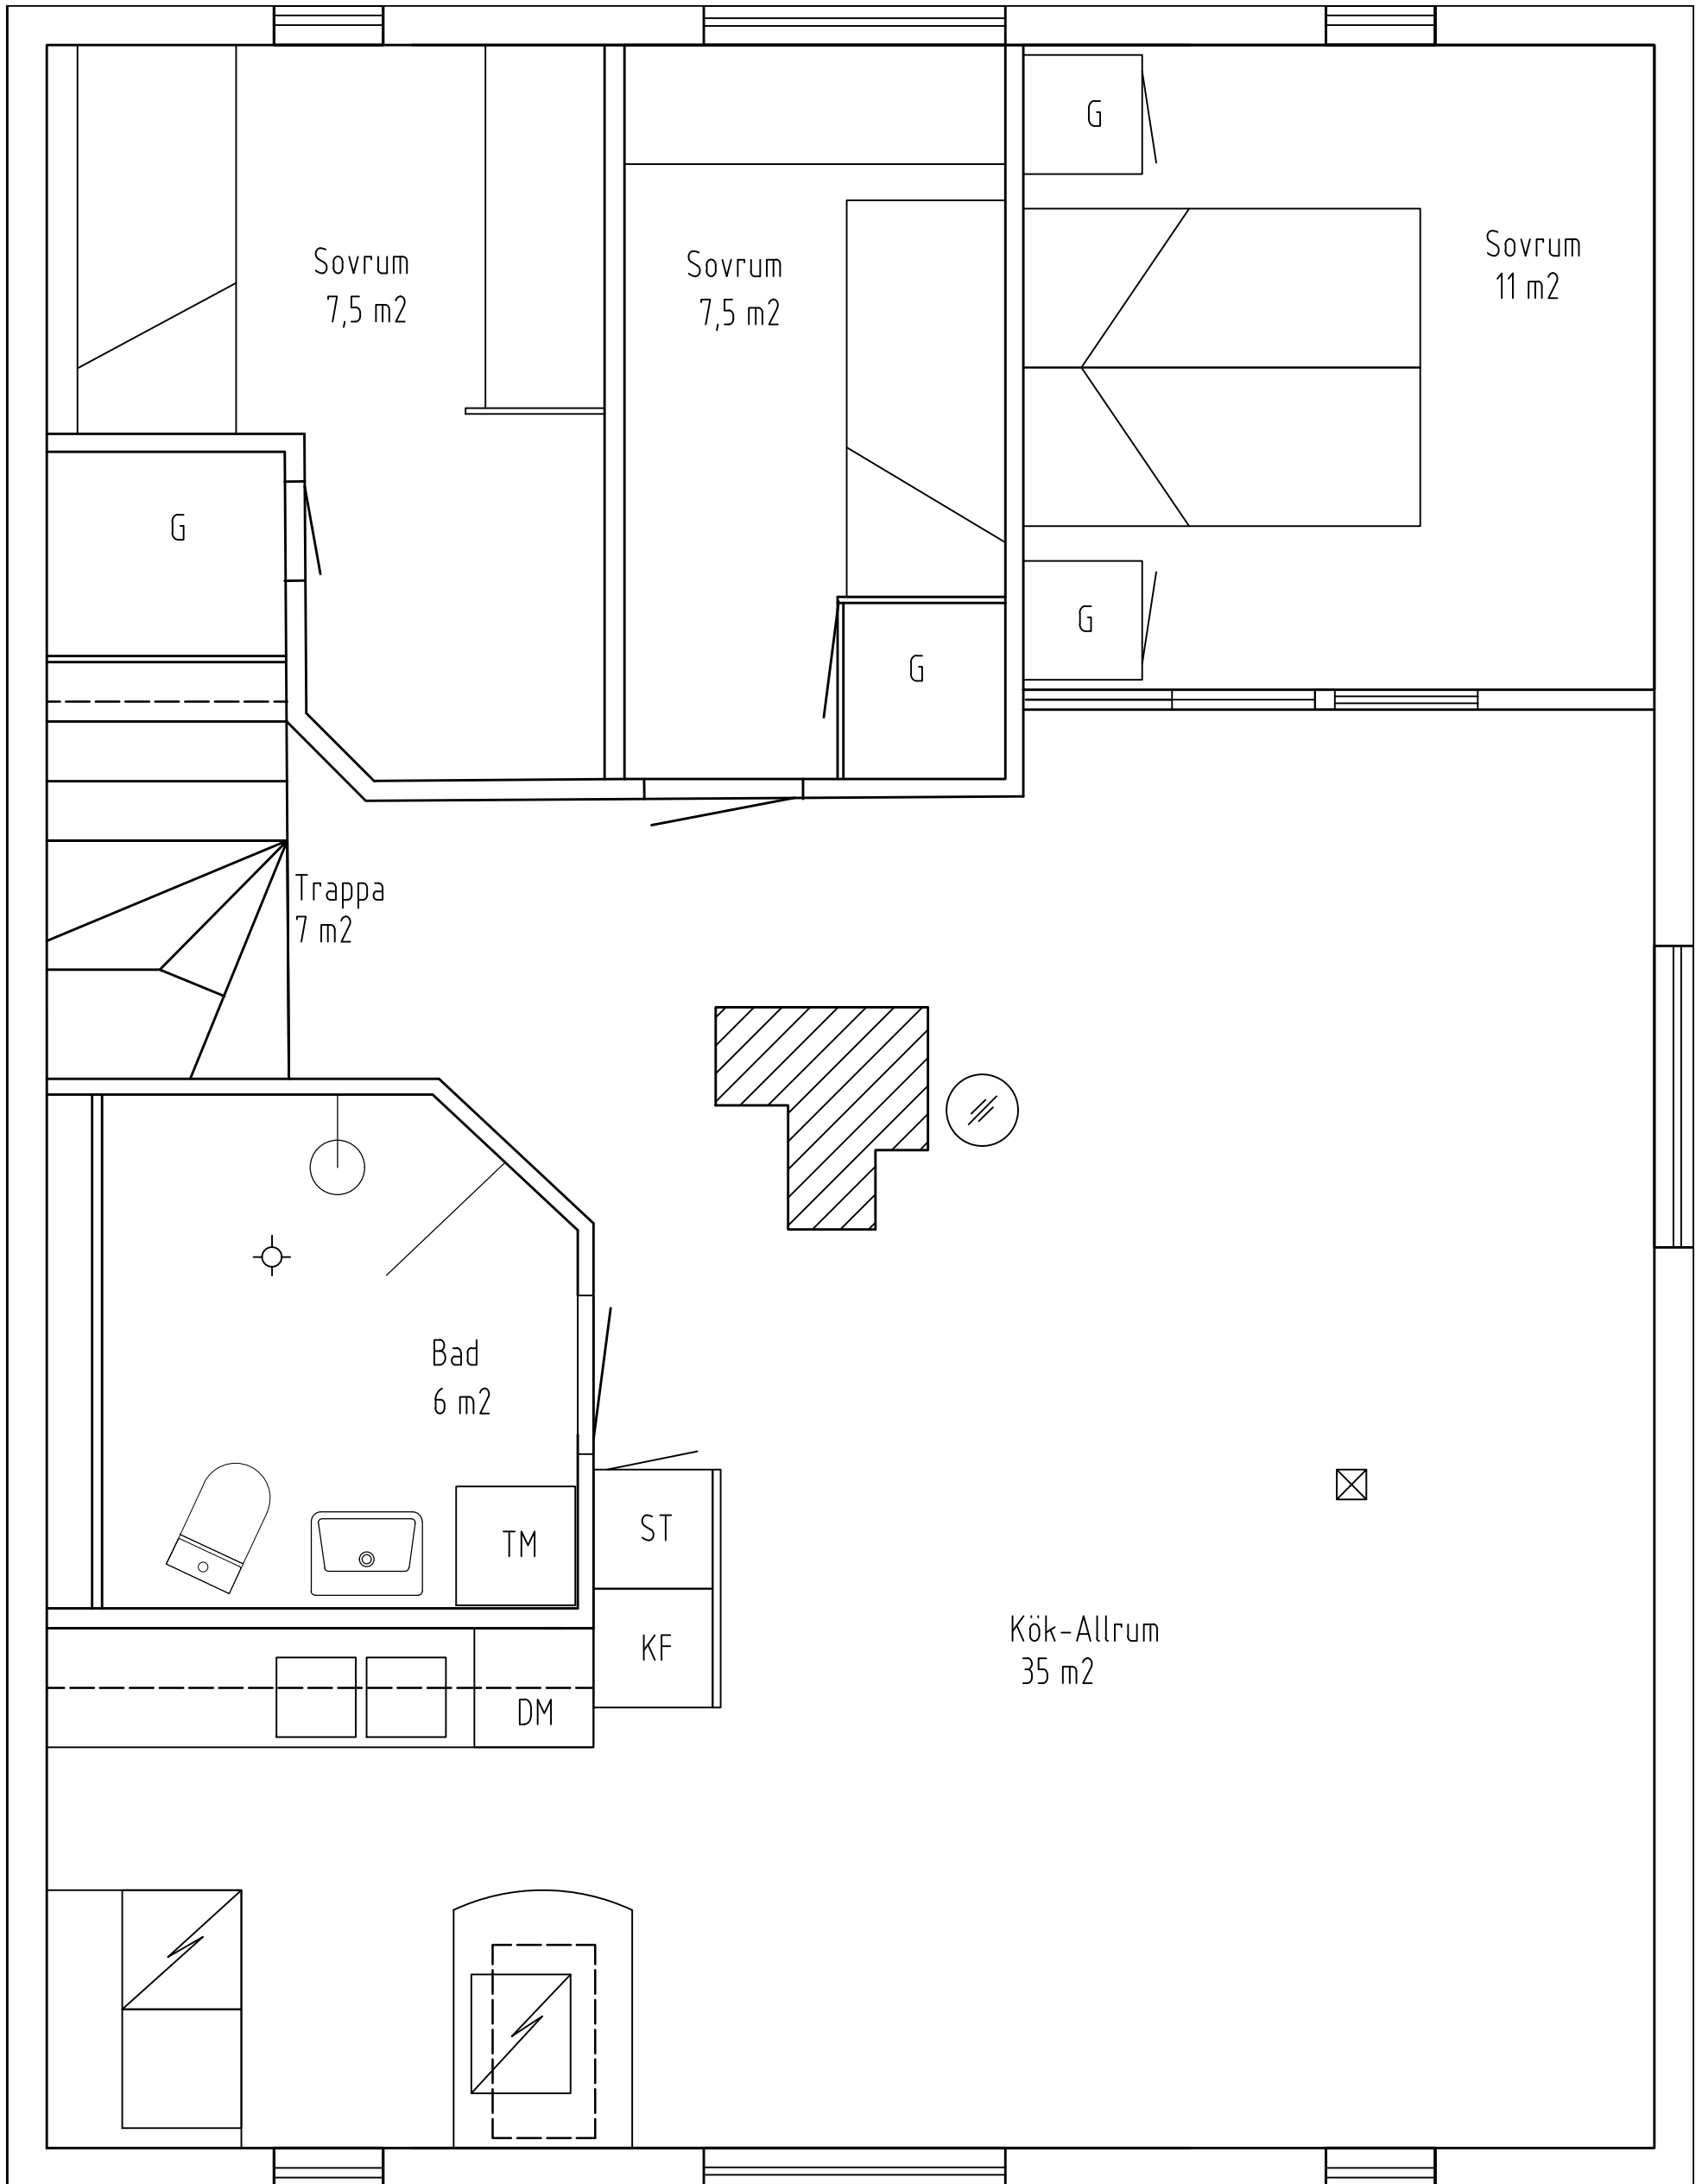 G
Sovrum
7,5 m2
Sovrum
7,5 m2
Sovrum
11 m2
G
G
G
Trappa
7 m2
Bad
6 m2
TM
ST
KF
DM
Kök-Allrum
35 m2